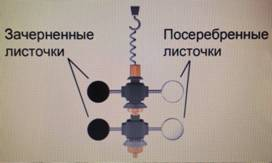 Зачерненные
листочки
Посеребренные
листочки